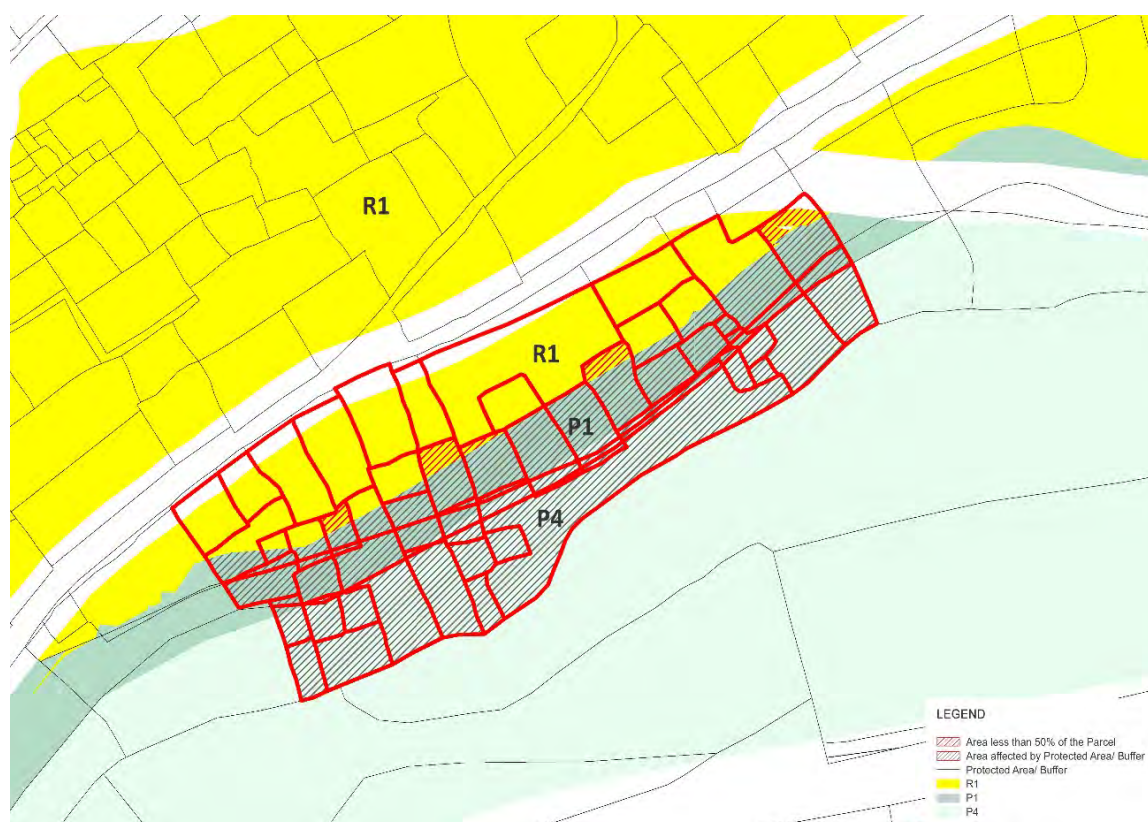 R1
R1
P1
P4
LEGEND
Area less than 50% of the Parcel
Area affected by Protected Area/ Buffer
Protected Area/ Buffer
R1
P1
P4